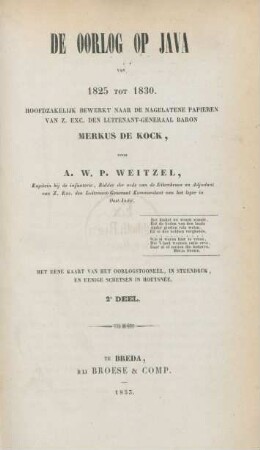 DE OORLOG OP JAVA
VAN
1825 TOT 1830.
HOOFDZAKELIJK BEWERKT NAAR DE NAGELATENE PAPIEREN
VAN Z. EXC. DEN LUITENANT-GENERAAL BARON
MERKUS DE KOCK,
DOOR
A. W. P. WEITZEL,
Kapitein bij de infanterie, Ridder der orde van de Eikenkroon en Adjudant
van Z. Exc. den Luitenant-Generaal Kommandant van het leger in
Oost-Indië.
MET EENE KAART VAN HET OORLOGSTOONEEL, IN STEENDRUK,
EN EENIGE SCHETSEN IN HOUTSNEE.
2e DEEL.
TE BREDA,
BIJ BROESE & COMP.
1853.